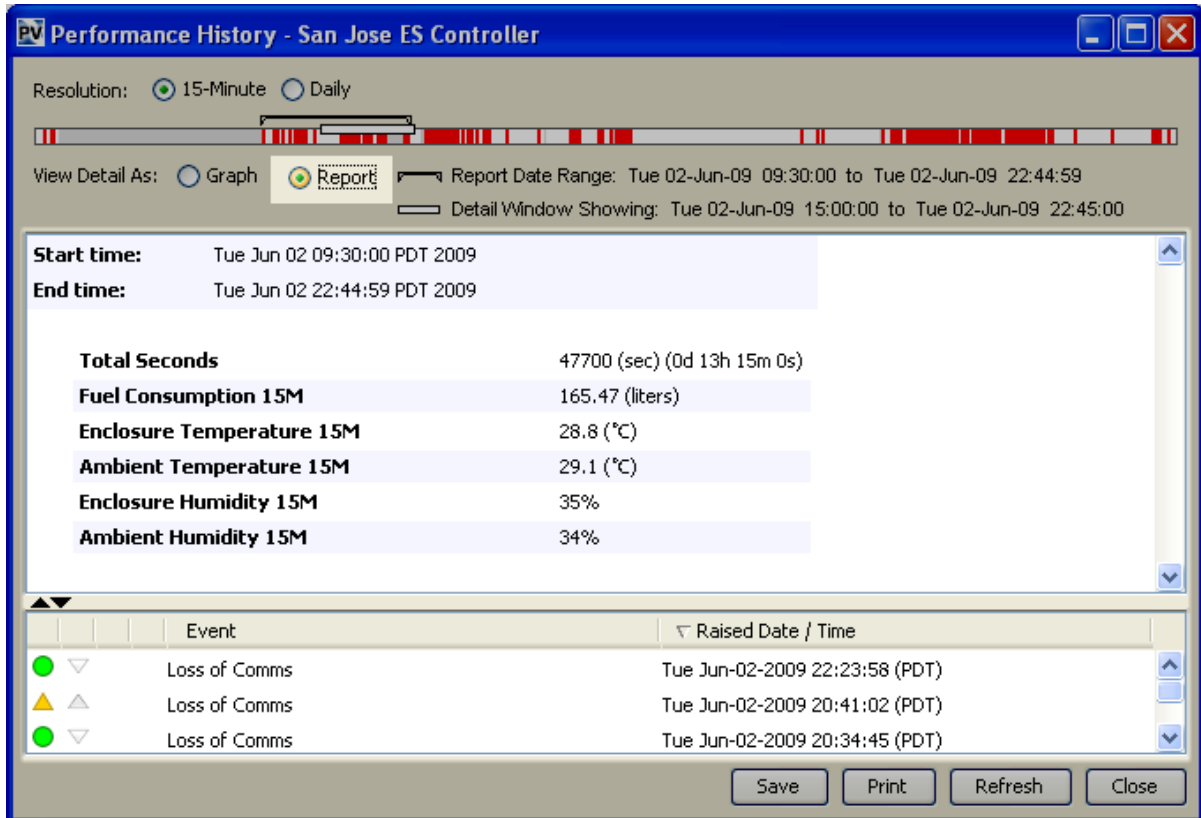 PV Performance History - San Jose ES Controller
Resolution: 15-Minute Daily
View Detail As: Graph Report Report Date Range: Tue 02-Jun-09 09:30:00 to Tue 02-Jun-09 22:44:59
Detail Window Showing: Tue 02-Jun-09 15:00:00 to Tue 02-Jun-09 22:45:00
Start time: Tue Jun 02 09:30:00 PDT 2009
End time: Tue Jun 02 22:44:59 PDT 2009
Total Seconds 47700 (sec) (0d 13h 15m 0s)
Fuel Consumption 15M 165.47 (liters)
Enclosure Temperature 15M 28.8 (°C)
Ambient Temperature 15M 29.1 (°C)
Enclosure Humidity 15M 35%
Ambient Humidity 15M 34%
Event Raised Date / Time
Loss of Comms Tue Jun-02-2009 22:23:58 (PDT)
Loss of Comms Tue Jun-02-2009 20:41:02 (PDT)
Loss of Comms Tue Jun-02-2009 20:34:45 (PDT)
Save Print Refresh Close